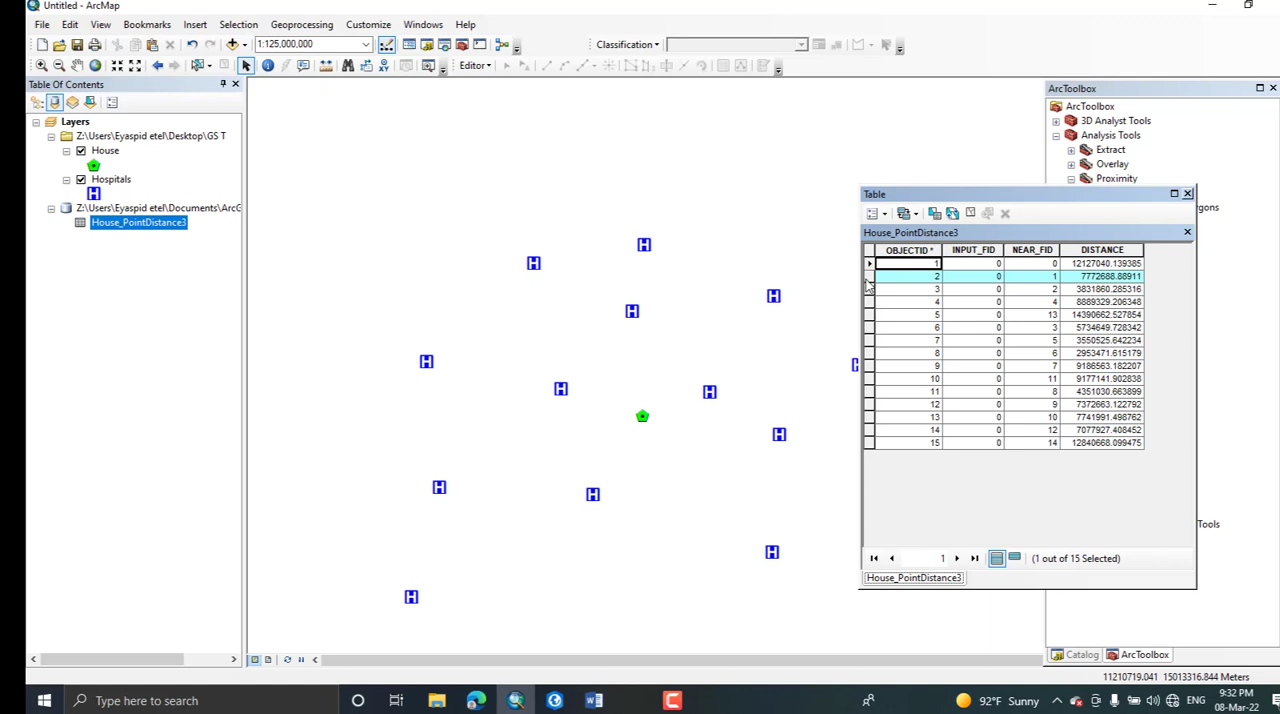 Untitled - ArcMap
File Edit View Bookmarks Insert Selection Geoprocessing Customize Windows Help
1:125,000,000 Classification
Editor
Table Of Contents
Layers
Z:\Users\Eyaspid etel\Desktop\GS T
House
Hospitals
H
Z:\Users\Eyaspid etel\Documents\ArcG
House_PointDistance3
H
H
H
H
H
H
H
H
H
H
H
H
H
ArcToolbox
ArcToolbox
3D Analyst Tools
Analysis Tools
Extract
Overlay
Proximity
Table
House_PointDistance3
OBJECTID * INPUT_FID NEAR_FID DISTANCE
1 0 0 12127040.139385
2 0 1 7772688.88911
3 0 2 3831860.285316
4 0 4 8889329.206348
5 0 13 14390662.527854
6 0 3 5734649.728342
7 0 5 3550525.642234
8 0 6 2953471.615179
9 0 7 9186563.182207
10 0 11 9177141.902838
11 0 8 4351030.663899
12 0 9 7372663.122792
13 0 10 7741991.498762
14 0 12 7077927.408452
15 0 14 12840668.099475
1 (1 out of 15 Selected)
House_PointDistance3
ygons
Tools
Catalog ArcToolbox
11210719.041 15013316.844 Meters
Type here to search
92°F Sunny ENG 9:32 PM
08-Mar-22